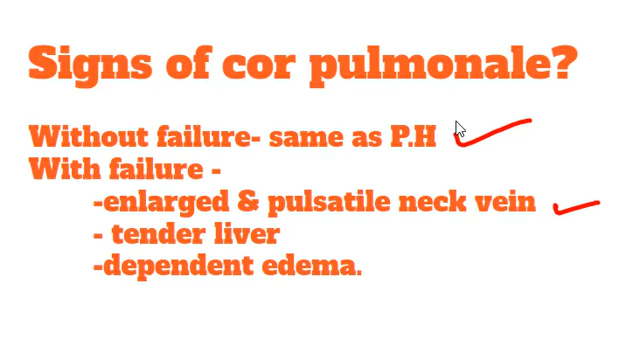 Signs of cor pulmonale?
Without failure- same as P.H
With failure -
-enlarged & pulsatile neck vein
- tender liver
-dependent edema.